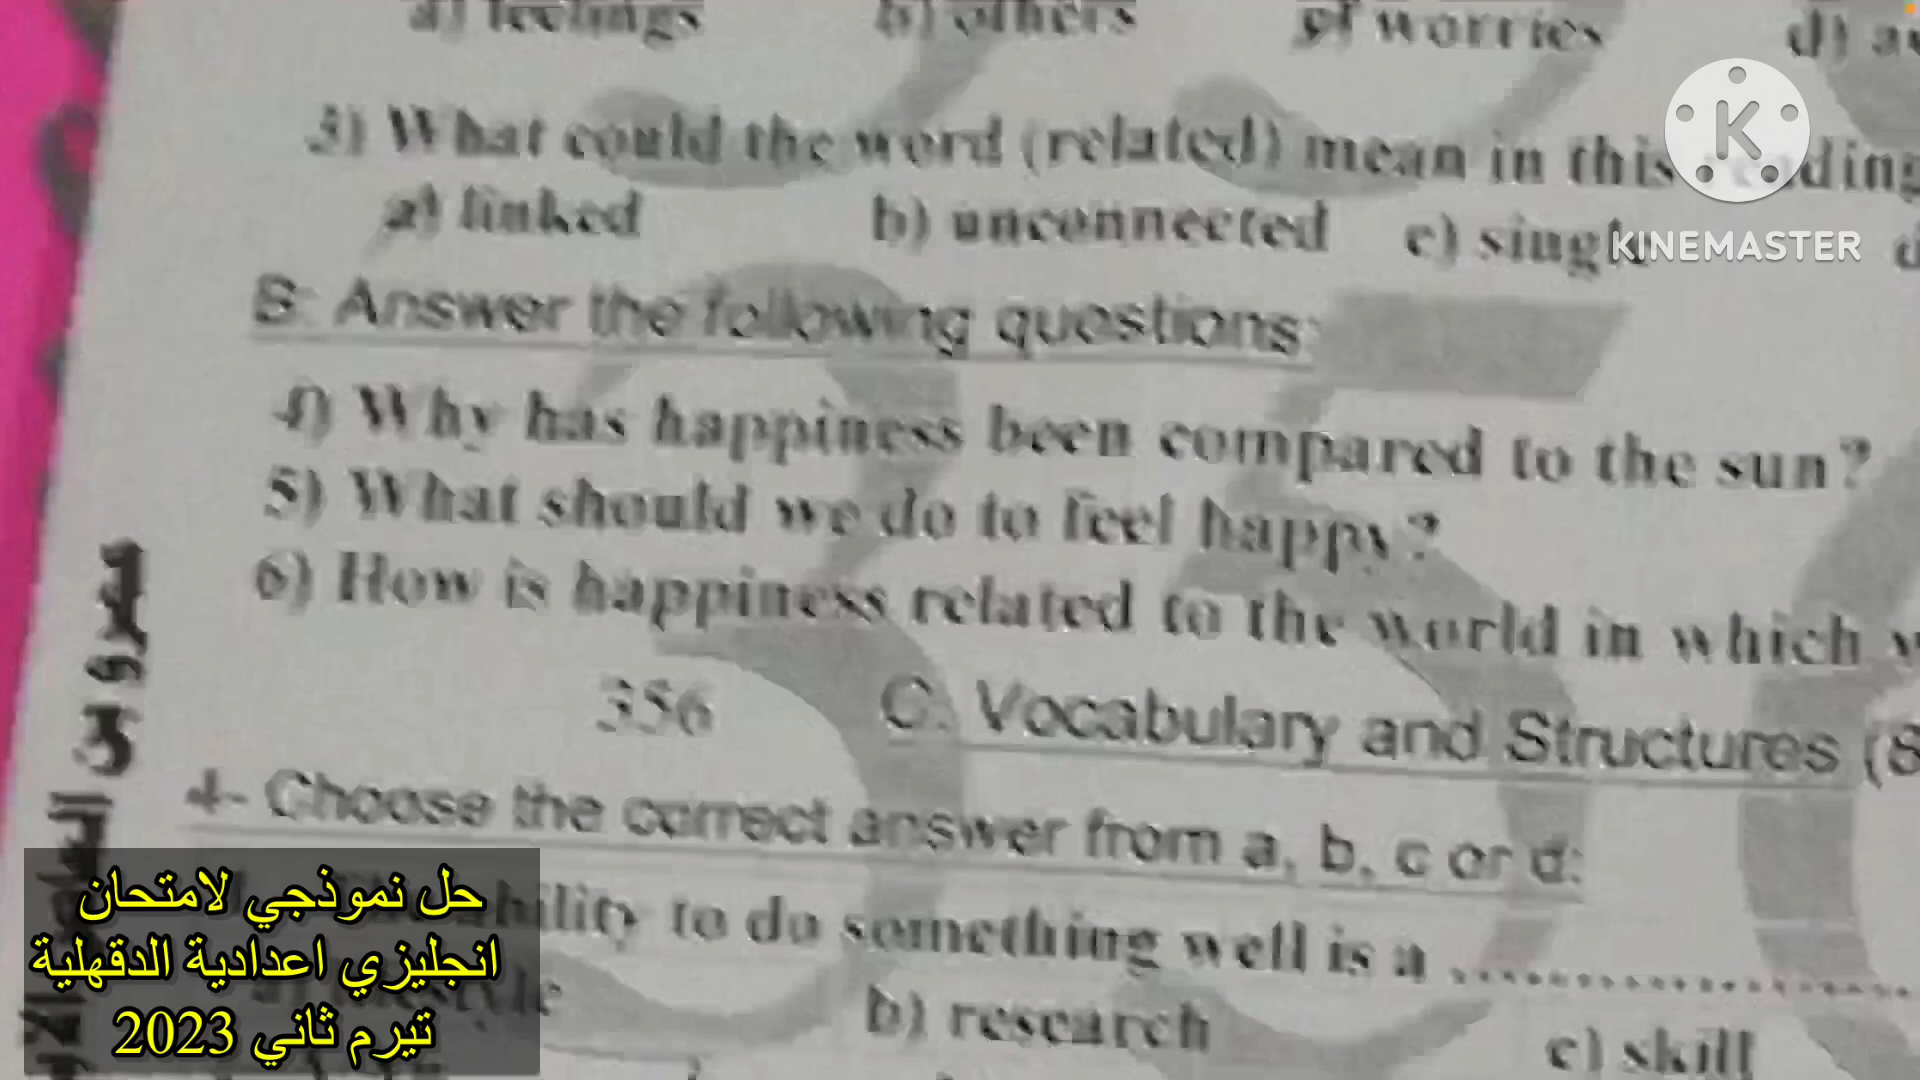 a) feelings b) others c) worries d)
3) What could the word (related) mean in this reading
a) linked b) unconnected c) single d
B: Answer the following questions:
4) Why has happiness been compared to the sun?
5) What should we do to feel happy?
6) How is happiness related to the world in which
356 C. Vocabulary and Structures (8
4- Choose the correct answer from a, b, c or d:
ability to do something well is a ....................
b) research c) skill
KINEMASTER
حل نموذجي لامتحان
انجليزي اعدادية الدقهلية
تيرم ثاني 2023